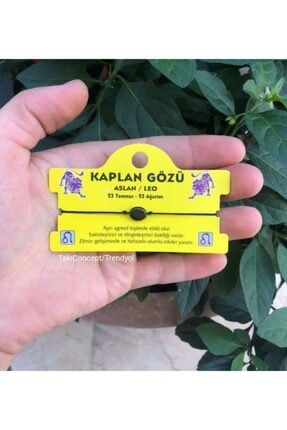 KAPLAN GÖZÜ
ASLAN / LEO
22 Temmuz - 22 Ağustos
Aşırı agresif kişilerde etkili olur.
Sakinleştirici ve dinginleştirici özelliği vardır.
Zihnin gelişiminde ve hafızada olumlu etkiler yaratır.
TakıConcept/Trendyol